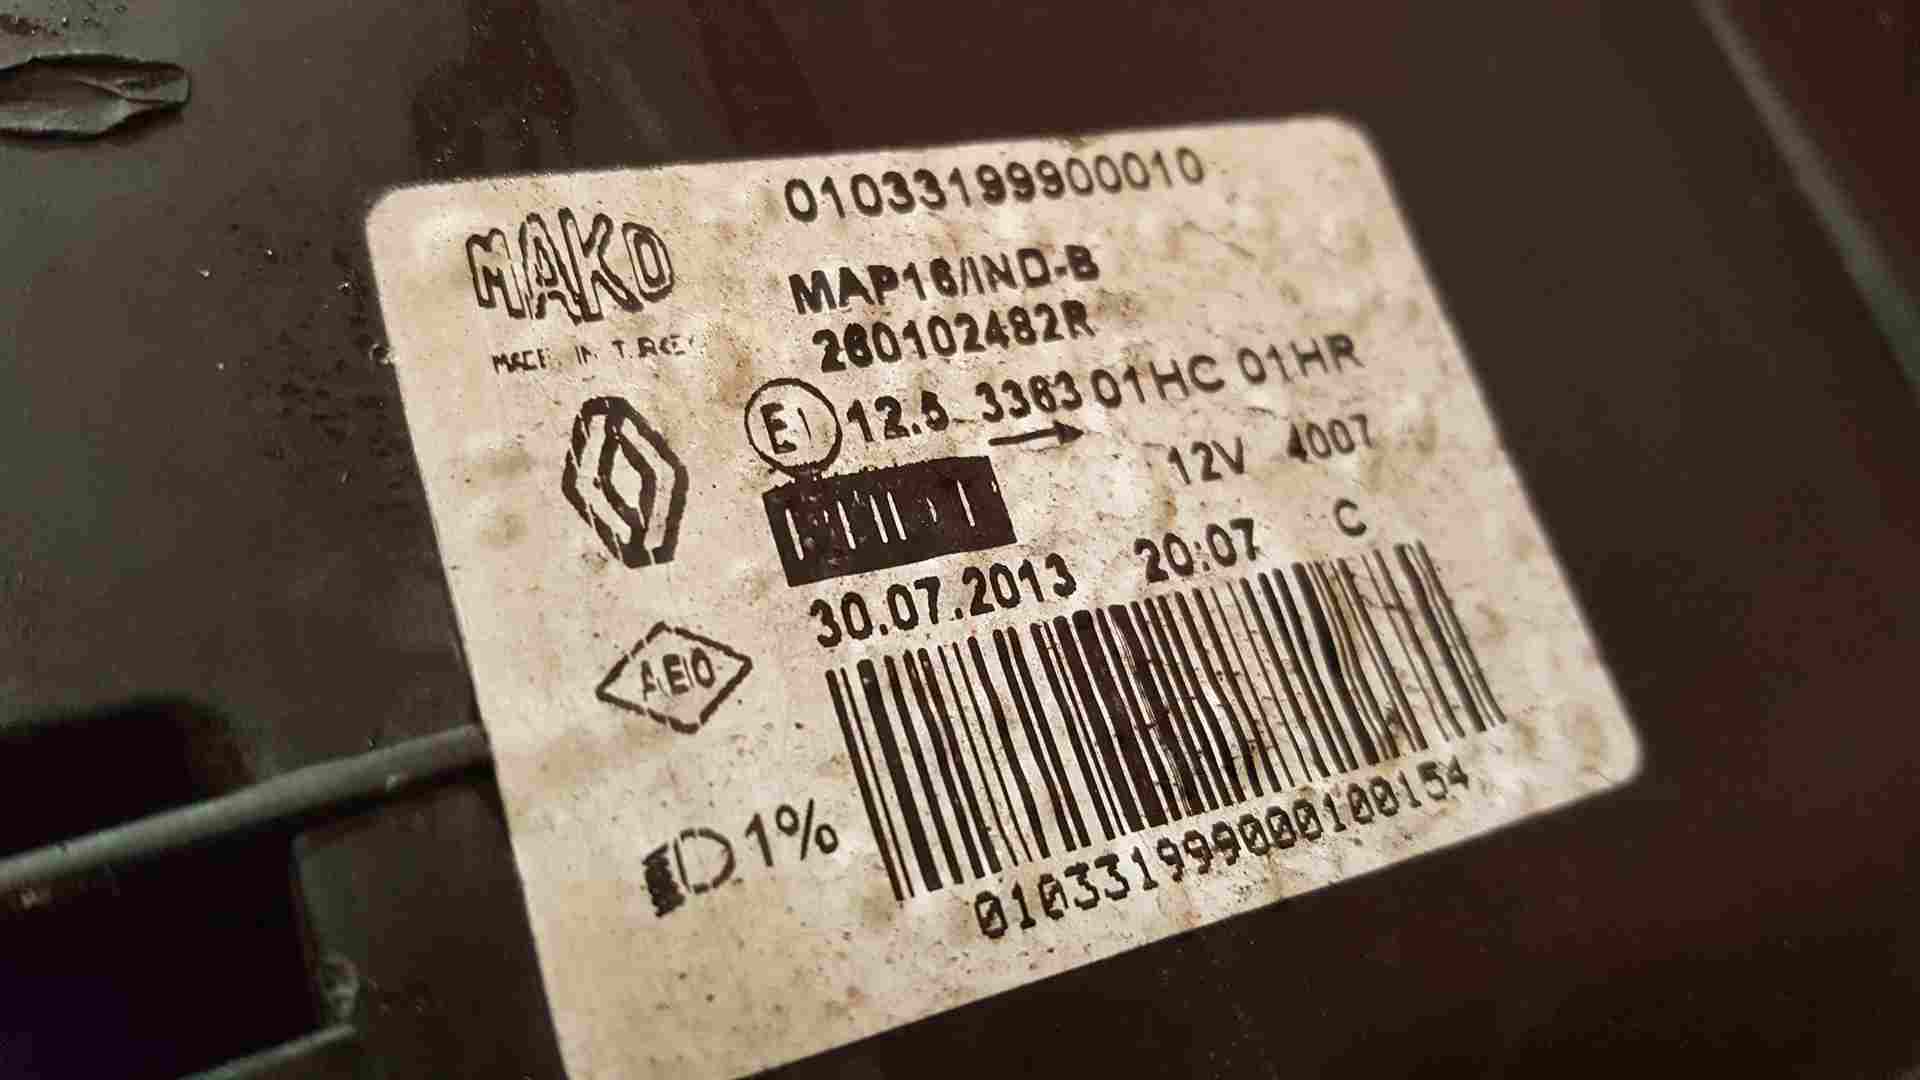 MAKO
01033199900010
MAP16/IND-B
260102482R
E1 12.5 3363 01HC 01HR
12V 4007
30.07.2013 20:07 C
AEO
1%
0103319990000100154